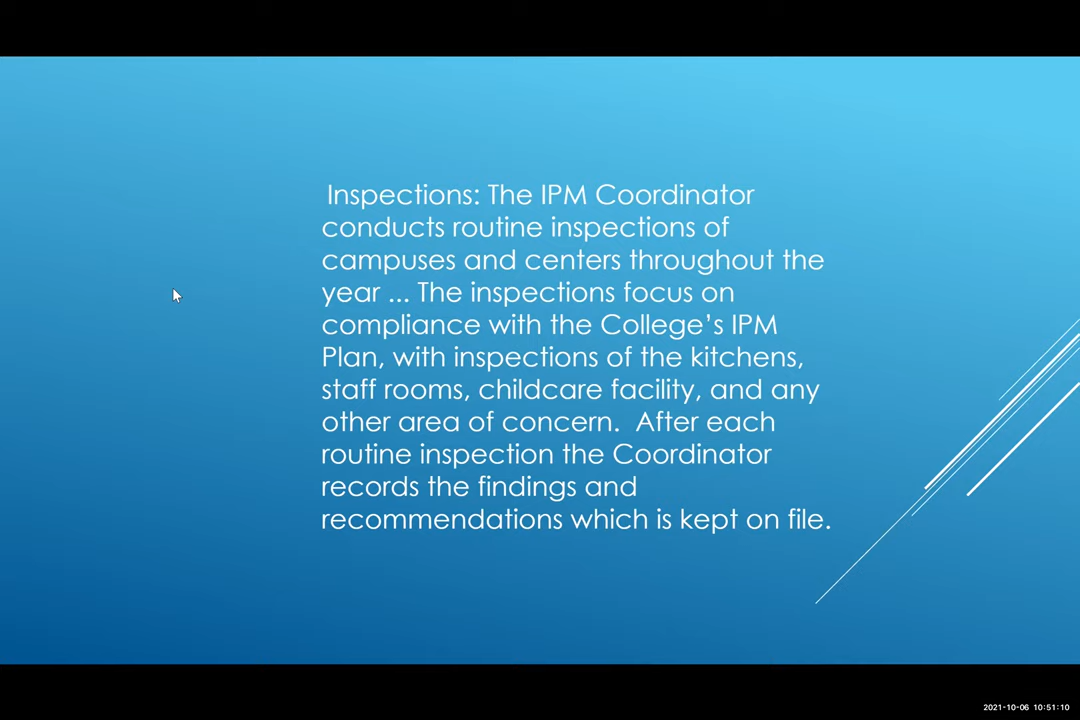 Inspections: The IPM Coordinator
conducts routine inspections of
campuses and centers throughout the
year ... The inspections focus on
compliance with the College’s IPM
Plan, with inspections of the kitchens,
staff rooms, childcare facility, and any
other area of concern.  After each
routine inspection the Coordinator
records the findings and
recommendations which is kept on file.
2021-10-06 10:51:10